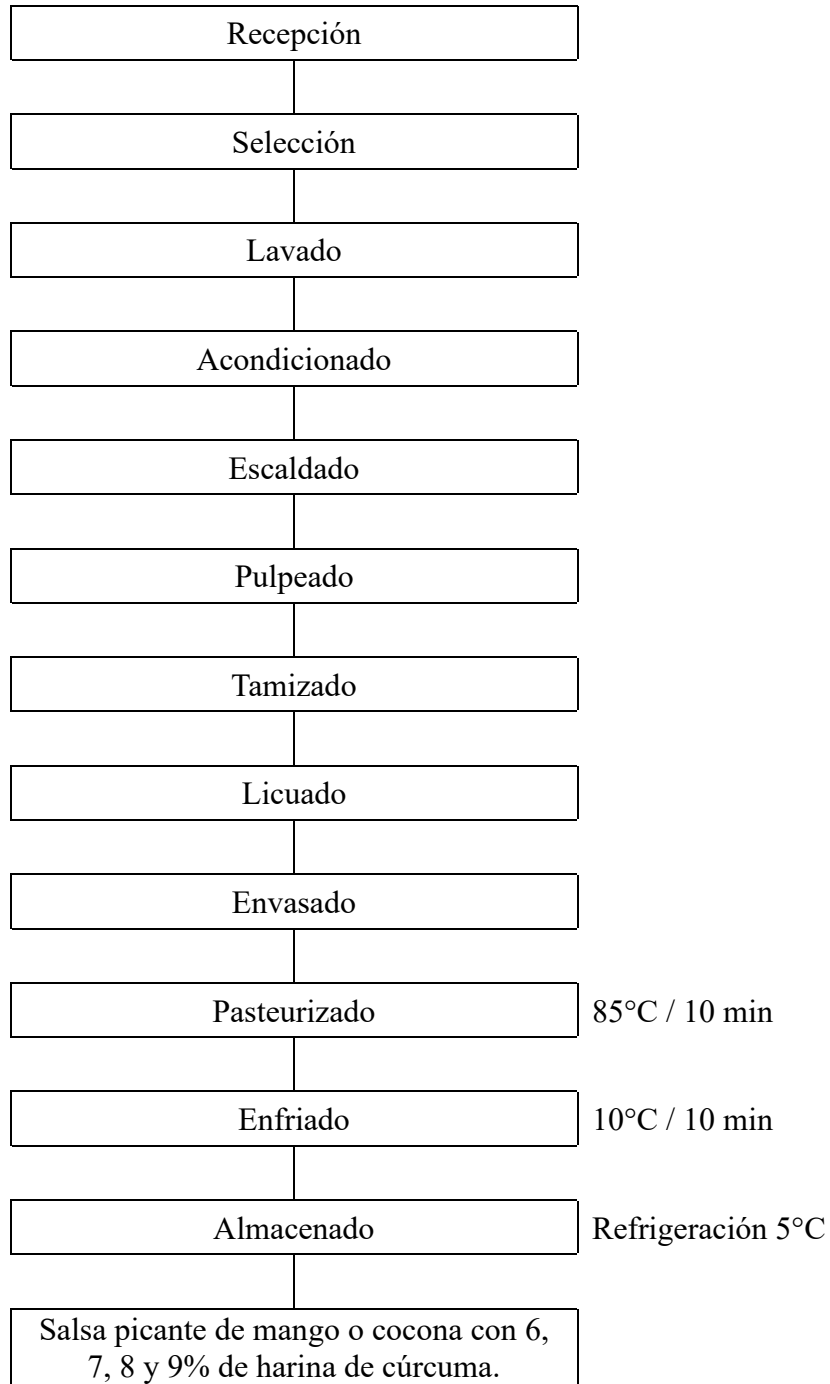 Recepción
Selección
Lavado
Acondicionado
Escaldado
Pulpeado
Tamizado
Licuado
Envasado
Pasteurizado 85°C / 10 min
Enfriado 10°C / 10 min
Almacenado Refrigeración 5°C
Salsa picante de mango o cocona con 6,
7, 8 y 9% de harina de cúrcuma.